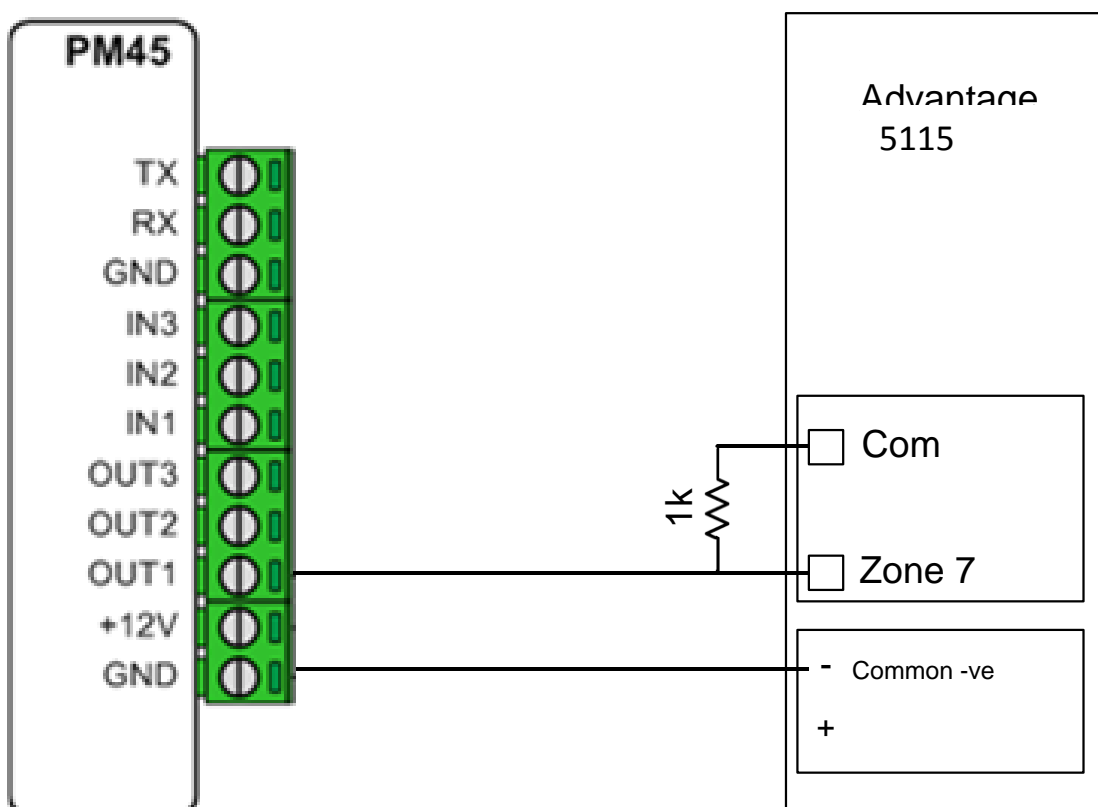 PM45
TX
RX
GND
IN3
IN2
IN1
OUT3
OUT2
OUT1
+12V
GND
Advantage
5115
Com
1k
Zone 7
- Common -ve
+